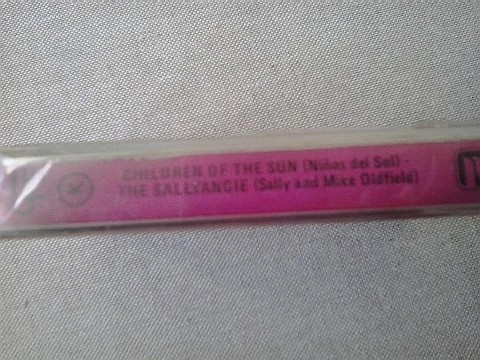 CHILDREN OF THE SUN (Niños del Sol) -
THE SALLYANGIE (Sally and Mike Oldfield)